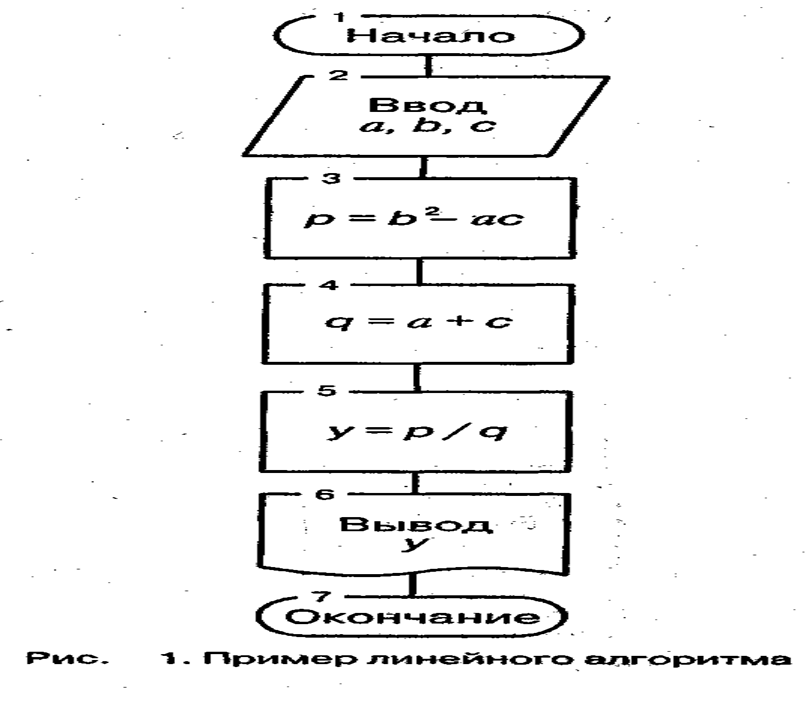 1
Начало
2
Ввод
a, b, c
3
p = b² – ac
4
q = a + c
5
y = p / q
6
Вывод
y
7
Окончание
Рис. 1. Пример линейного алгоритма